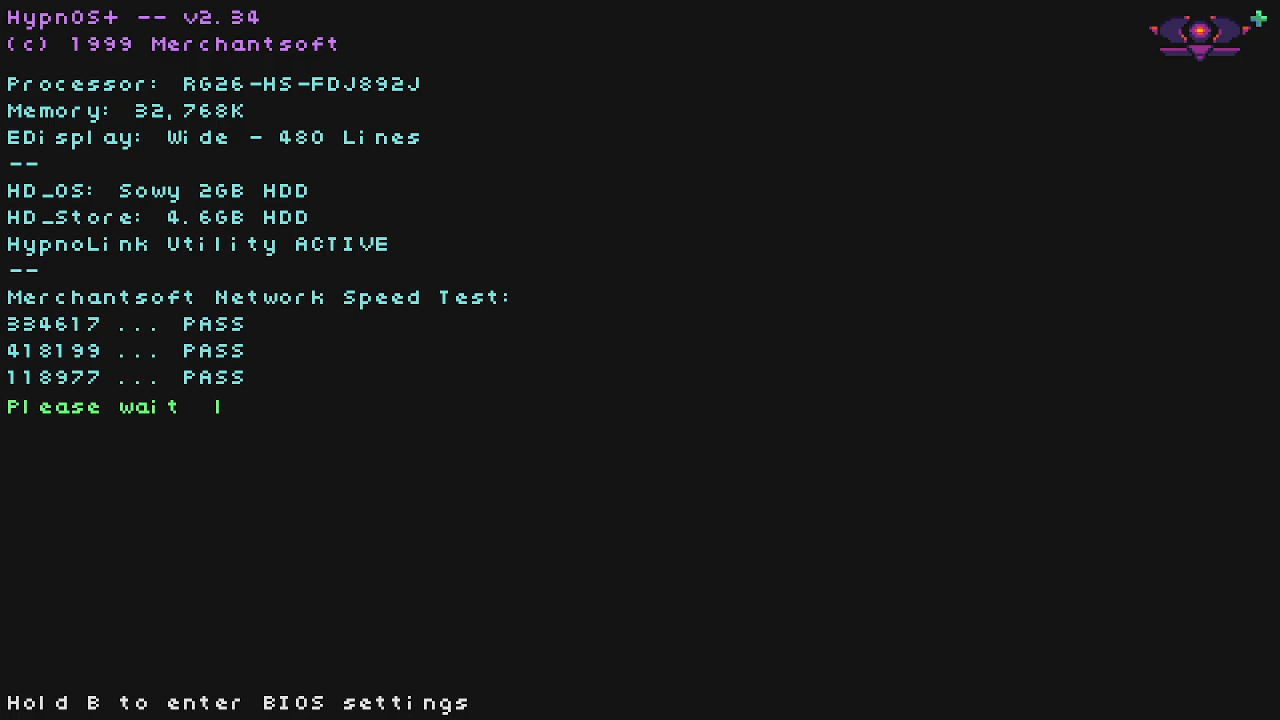 HypnOS+ -- v2.34
(c) 1999 Merchantsoft
Processor: RG26-HS-FDJ892J
Memory: 32,768K
EDisplay: Wide - 480 Lines
--
HD_OS: Sowy 2GB HDD
HD_Store: 4.6GB HDD
HypnoLink Utility ACTIVE
--
Merchantsoft Network Speed Test:
334617 ... PASS
418199 ... PASS
118977 ... PASS
Please wait |
Hold B to enter BIOS settings